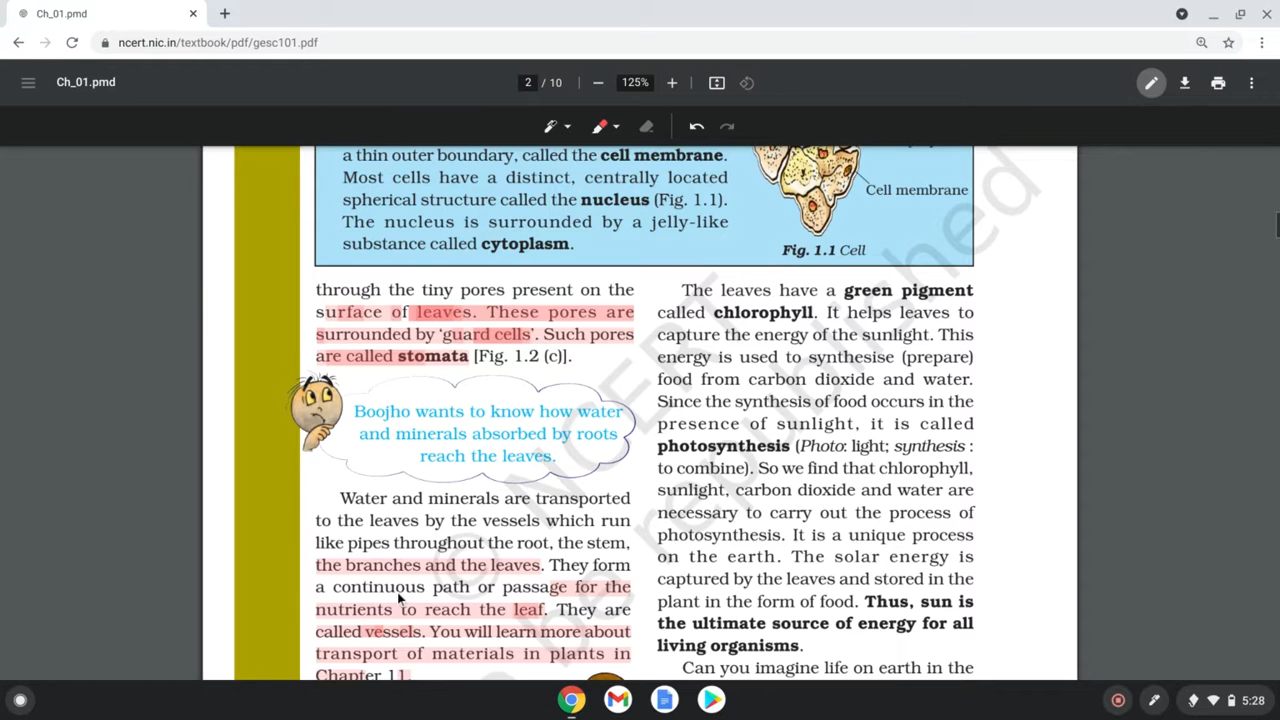 Ch_01.pmd
ncert.nic.in/textbook/pdf/gesc101.pdf
Ch_01.pmd
2 / 10
125%
a thin outer boundary, called the cell membrane.
Most cells have a distinct, centrally located
spherical structure called the nucleus (Fig. 1.1).
The nucleus is surrounded by a jelly-like
substance called cytoplasm.
Cell membrane
Fig. 1.1 Cell
through the tiny pores present on the
surface of leaves. These pores are
surrounded by ‘guard cells’. Such pores
are called stomata [Fig. 1.2 (c)].
Boojho wants to know how water
and minerals absorbed by roots
reach the leaves.
Water and minerals are transported
to the leaves by the vessels which run
like pipes throughout the root, the stem,
the branches and the leaves. They form
a continuous path or passage for the
nutrients to reach the leaf. They are
called vessels. You will learn more about
transport of materials in plants in
Chapter 11.
The leaves have a green pigment
called chlorophyll. It helps leaves to
capture the energy of the sunlight. This
energy is used to synthesise (prepare)
food from carbon dioxide and water.
Since the synthesis of food occurs in the
presence of sunlight, it is called
photosynthesis (Photo: light; synthesis :
to combine). So we find that chlorophyll,
sunlight, carbon dioxide and water are
necessary to carry out the process of
photosynthesis. It is a unique process
on the earth. The solar energy is
captured by the leaves and stored in the
plant in the form of food. Thus, sun is
the ultimate source of energy for all
living organisms.
Can you imagine life on earth in the
© NCERT
be republished
5:28